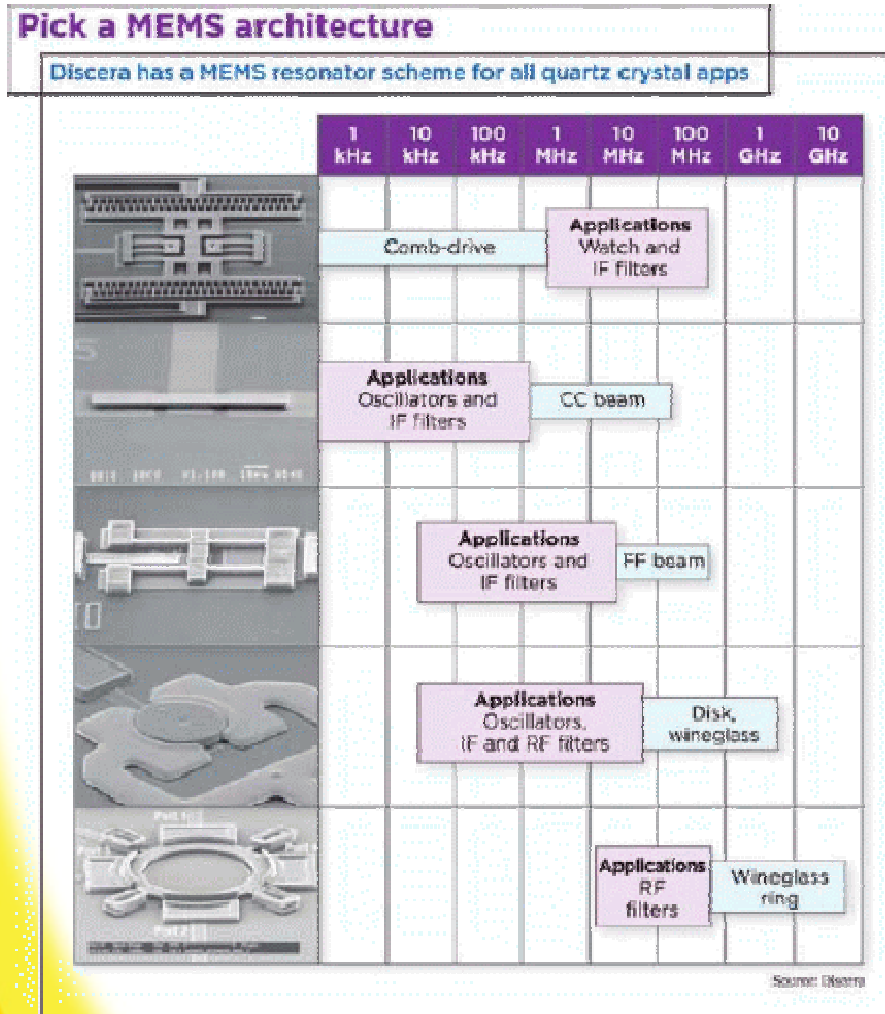 Pick a MEMS architecture
Discera has a MEMS resonator scheme for all quartz crystal apps
1 kHz
10 kHz
100 kHz
1 MHz
10 MHz
100 MHz
1 GHz
10 GHz
Comb-drive
Applications
Watch and
IF filters
Applications
Oscillators and
IF filters
CC beam
Applications
Oscillators and
IF filters
FF beam
Applications
Oscillators,
IF and RF filters
Disk,
wineglass
Applications
RF
filters
Wineglass
ring
Source: Discera